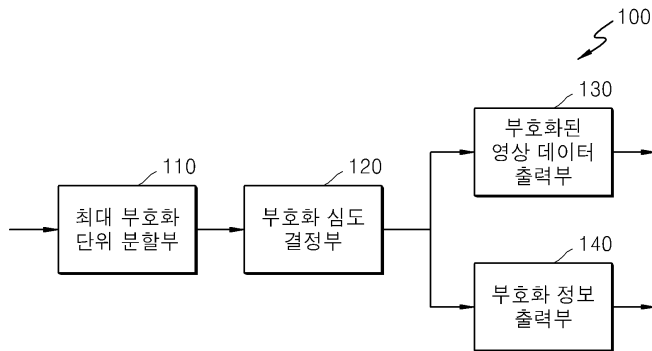 100
110
최대 부호화
단위 분할부
120
부호화 심도
결정부
130
부호화된
영상 데이터
출력부
140
부호화 정보
출력부